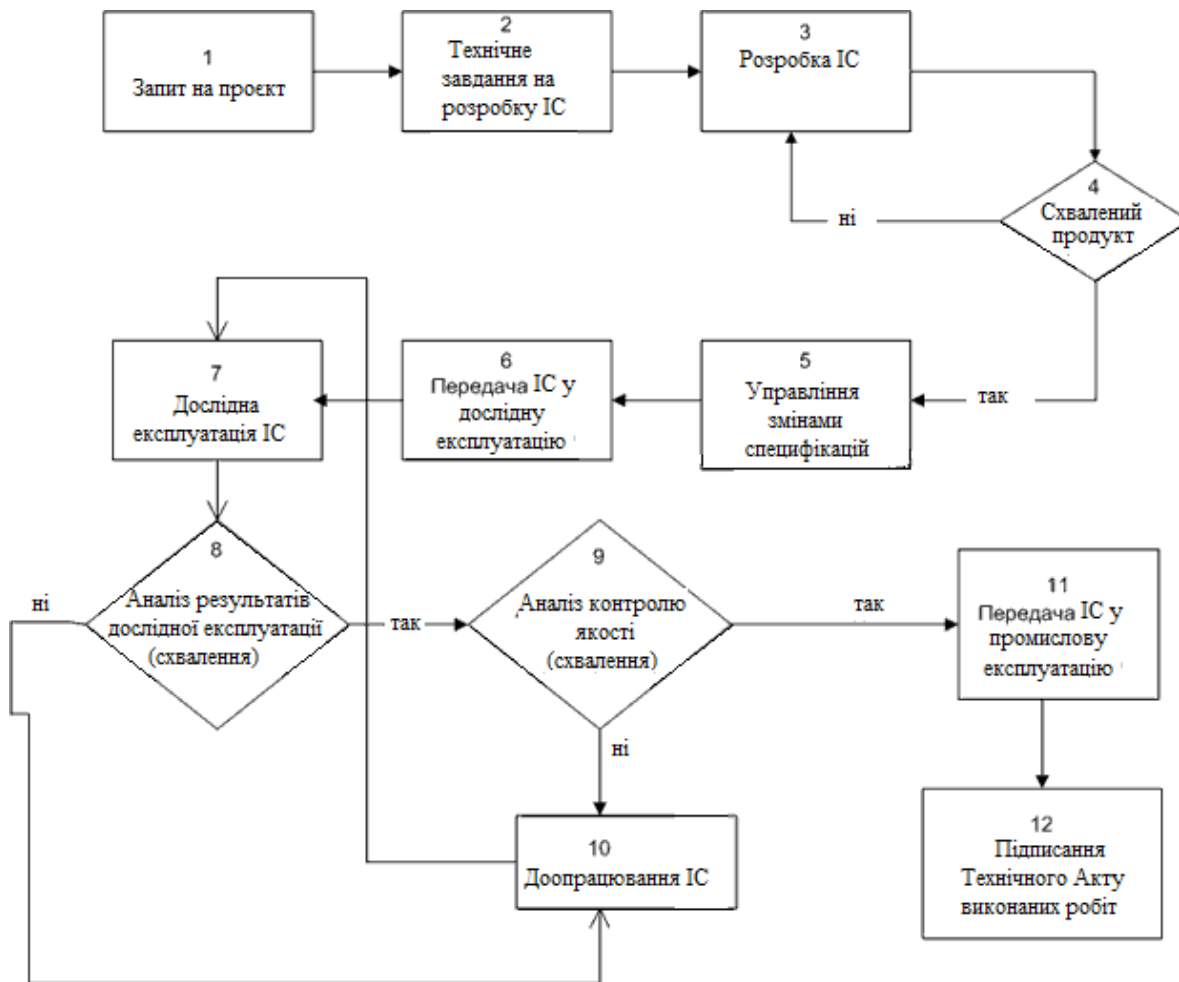 1
Запит на проєкт
2
Технічне
завдання на
розробку ІС
3
Розробка ІС
4
Схвалений
продукт
ні
так
5
Управління
змінами
специфікацій
6
Передача ІС у
дослідну
експлуатацію
7
Дослідна
експлуатація ІС
8
Аналіз результатів
дослідної експлуатації
(схвалення)
ні
так
9
Аналіз контролю
якості
(схвалення)
так
ні
10
Доопрацювання ІС
11
Передача ІС у
промислову
експлуатацію
12
Підписання
Технічного Акту
виконаних робіт